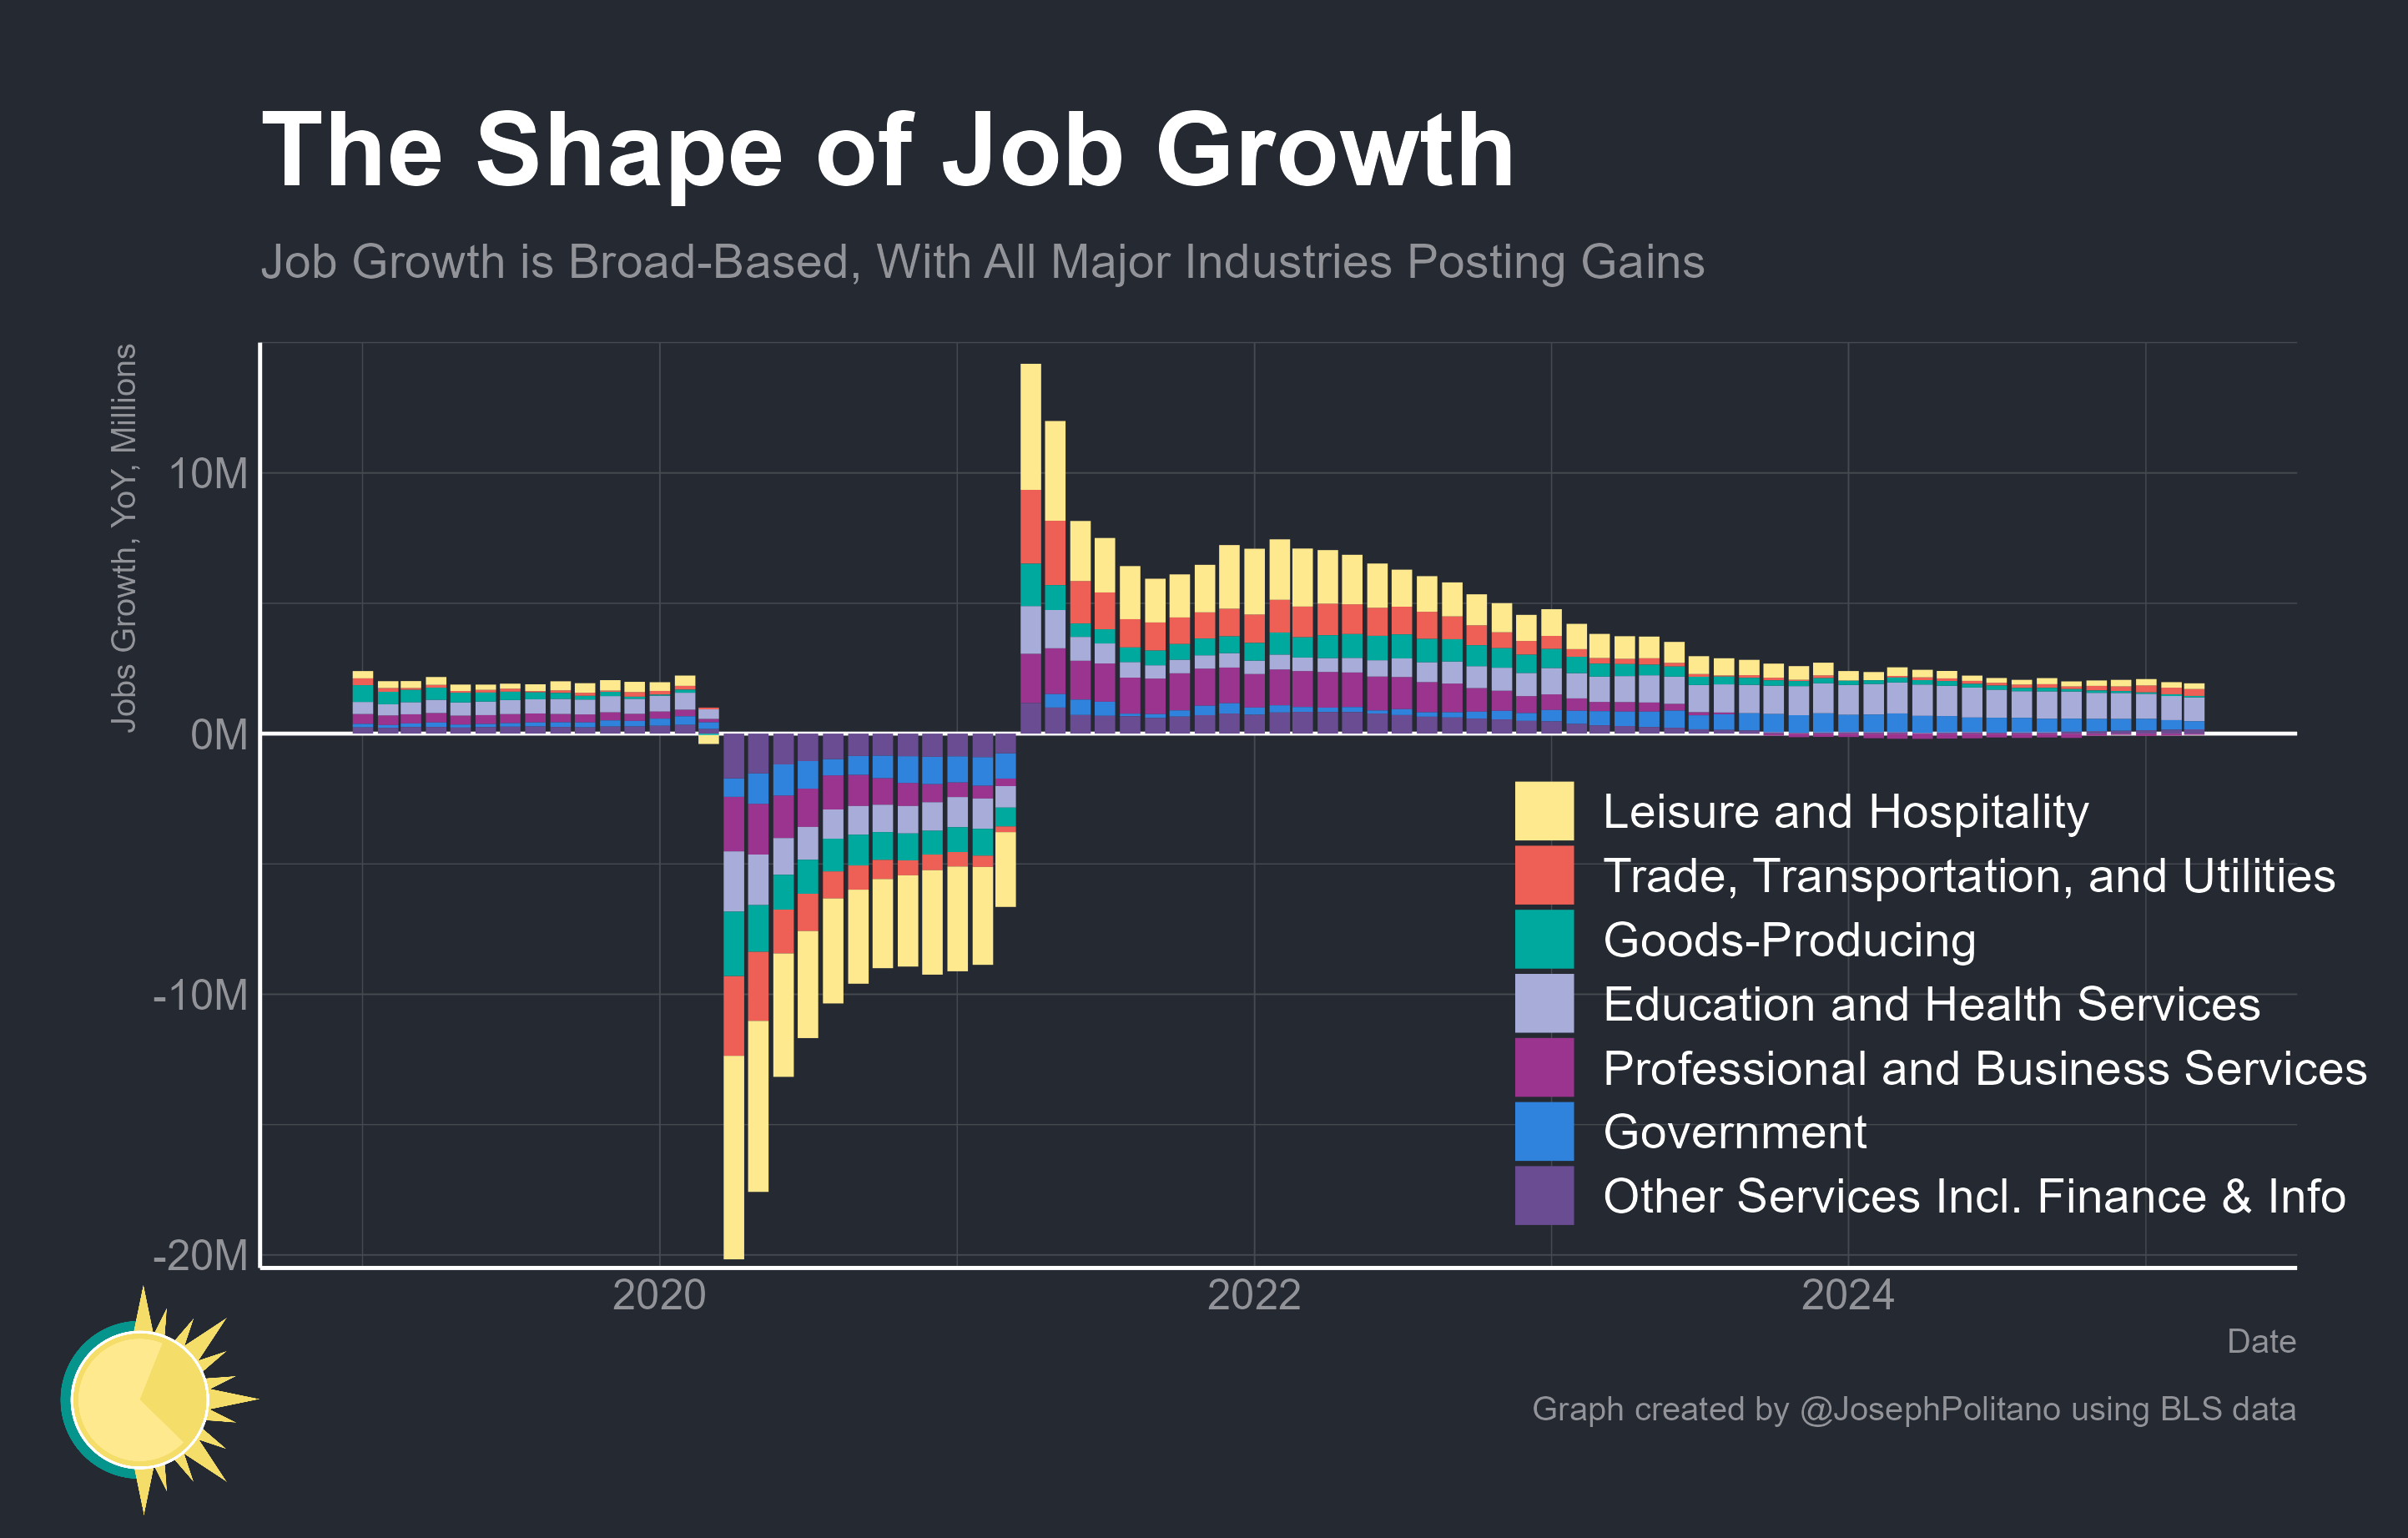 The Shape of Job Growth
Job Growth is Broad-Based, With All Major Industries Posting Gains
Jobs Growth, YoY, Millions
10M
0M
-10M
-20M
Leisure and Hospitality
Trade, Transportation, and Utilities
Goods-Producing
Education and Health Services
Professional and Business Services
Government
Other Services Incl. Finance & Info
2020
2022
2024
Date
Graph created by @JosephPolitano using BLS data